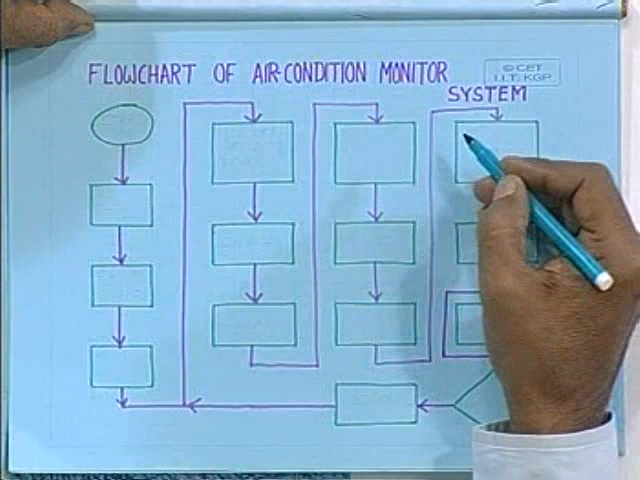 FLOWCHART OF AIR-CONDITION MONITOR
SYSTEM
© CET
I.I.T. KGP